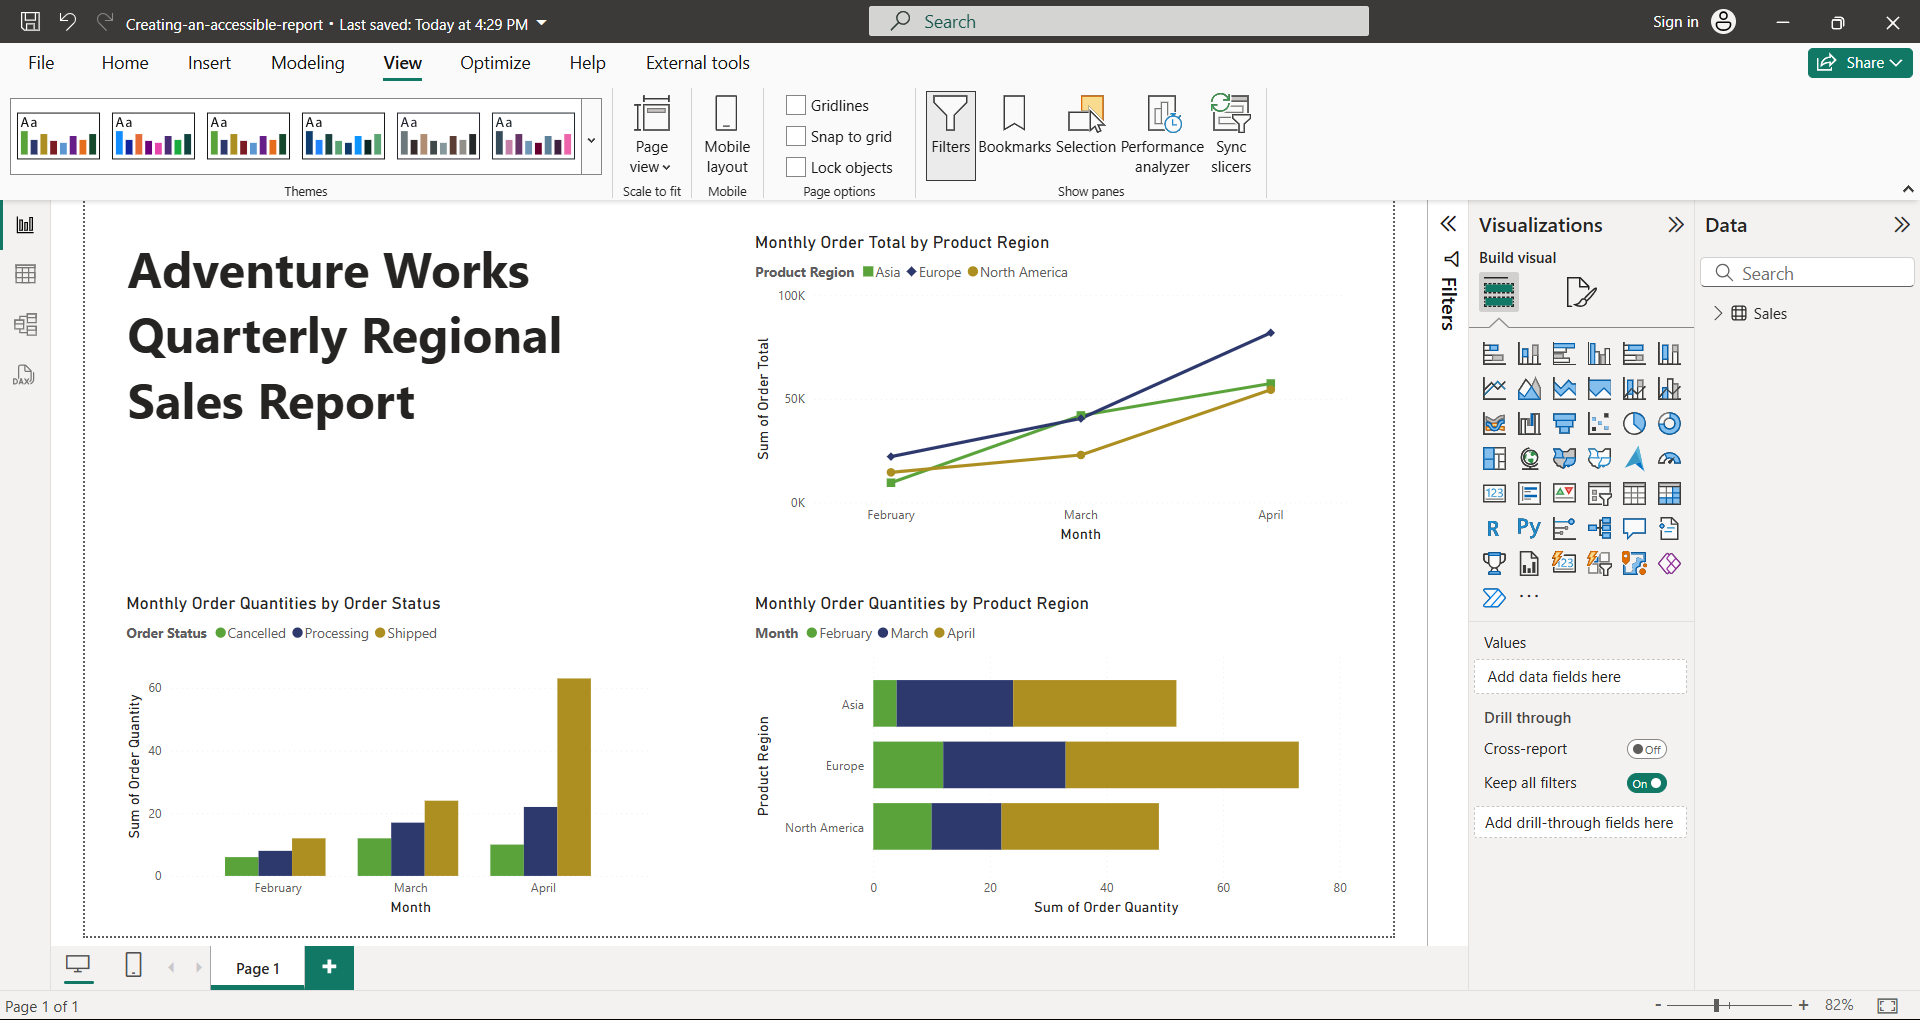 Creating-an-accessible-report • Last saved: Today at 4:29 PM
Search
Sign in
File
Home
Insert
Modeling
View
Optimize
Help
External tools
Share
Aa
Aa
Aa
Aa
Aa
Aa
Themes
Page
view
Scale to fit
Mobile
layout
Mobile
Gridlines
Snap to grid
Lock objects
Page options
Filters
Bookmarks
Selection
Performance
analyzer
Sync
slicers
Show panes
DAX
Adventure Works
Quarterly Regional
Sales Report
Monthly Order Total by Product Region
Product Region Asia Europe North America
100K
50K
0K
Sum of Order Total
February
March
April
Month
Monthly Order Quantities by Order Status
Order Status Cancelled Processing Shipped
60
40
20
0
Sum of Order Quantity
February
March
April
Month
Monthly Order Quantities by Product Region
Month February March April
Product Region
Asia
Europe
North America
0
20
40
60
80
Sum of Order Quantity
Filters
Visualizations
Build visual
123
R
Py
123
Values
Add data fields here
Drill through
Cross-report
Off
Keep all filters
On
Add drill-through fields here
Data
Search
Sales
Page 1
+
Page 1 of 1
-
+
82%